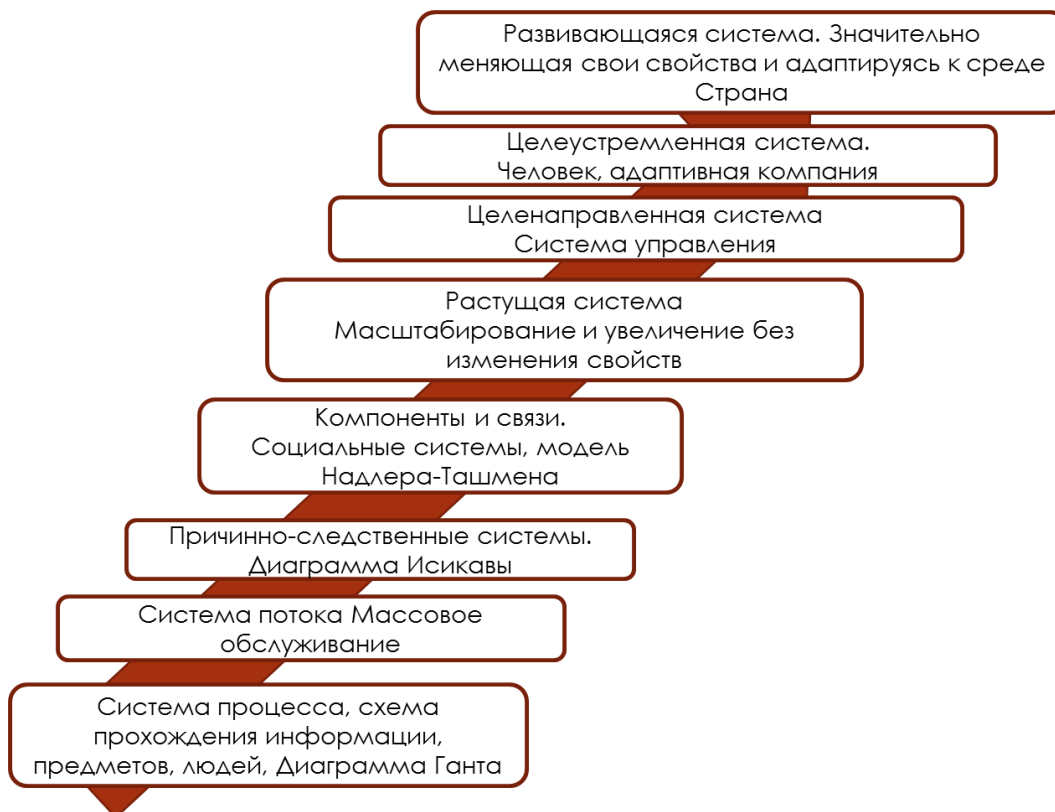 Развивающаяся система. Значительно
меняющая свои свойства и адаптируясь к среде
Страна
Целеустремленная система.
Человек, адаптивная компания
Целенаправленная система
Система управления
Растущая система
Масштабирование и увеличение без
изменения свойств
Компоненты и связи.
Социальные системы, модель
Надлера-Ташмена
Причинно-следственные системы.
Диаграмма Исикавы
Система потока Массовое
обслуживание
Система процесса, схема
прохождения информации,
предметов, людей, Диаграмма Ганта